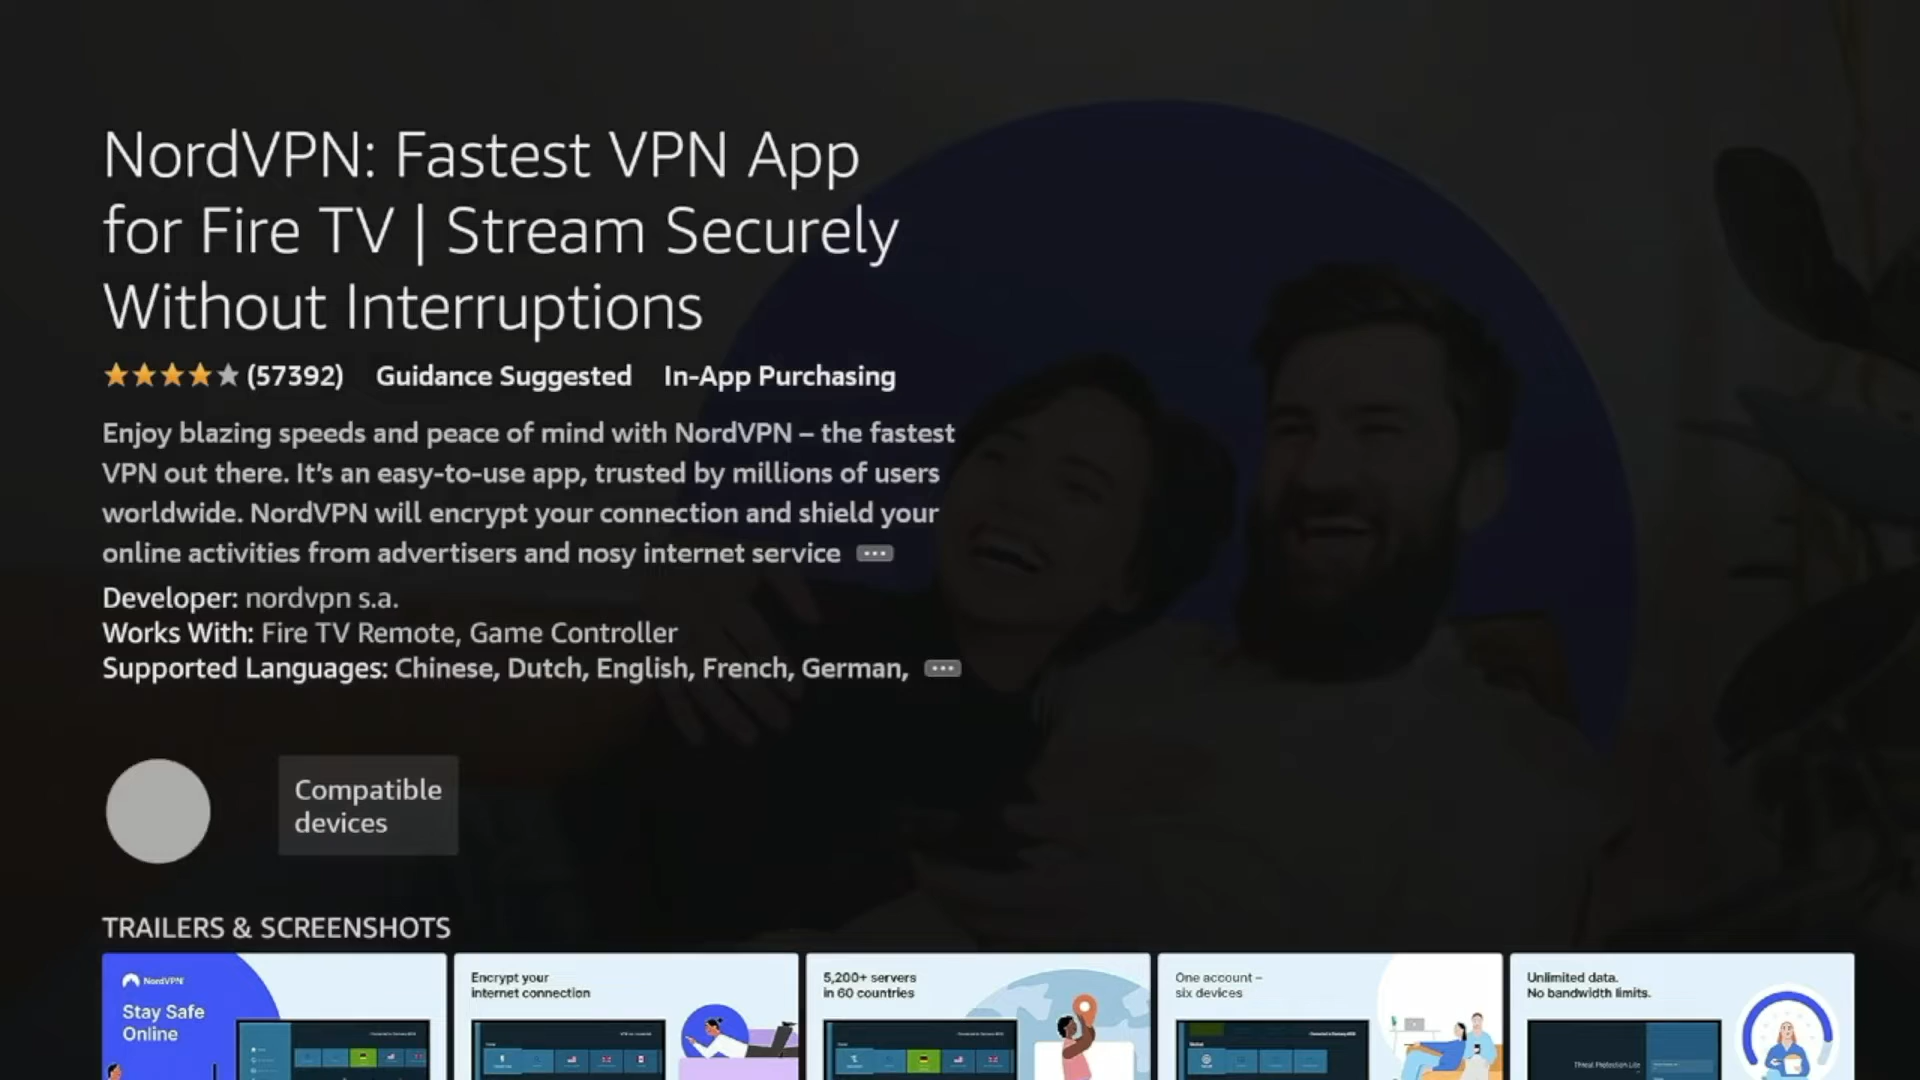 NordVPN: Fastest VPN App
for Fire TV | Stream Securely
Without Interruptions
(57392) Guidance Suggested In-App Purchasing
Enjoy blazing speeds and peace of mind with NordVPN – the fastest
VPN out there. It's an easy-to-use app, trusted by millions of users
worldwide. NordVPN will encrypt your connection and shield your
online activities from advertisers and nosy internet service
Developer: nordvpn s.a.
Works With: Fire TV Remote, Game Controller
Supported Languages: Chinese, Dutch, English, French, German,
Compatible
devices
TRAILERS & SCREENSHOTS
NordVPN
Stay Safe
Online
Encrypt your
internet connection
5,200+ servers
in 60 countries
One account –
six devices
Unlimited data.
No bandwidth limits.
Threat Protection Lite